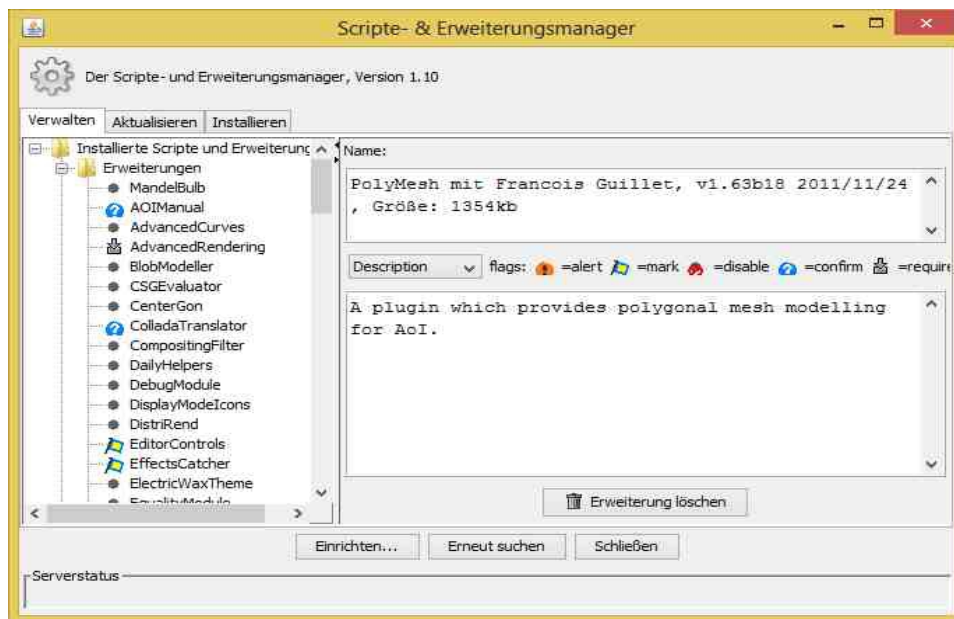 Scripte- & Erweiterungsmanager
Der Scripte- und Erweiterungsmanager, Version 1.10
Verwalten Aktualisieren Installieren
Installierte Scripte und Erweiterung
Erweiterungen
MandelBulb
AOIManual
AdvancedCurves
AdvancedRendering
BlobModeller
CSGEvaluator
CenterGon
ColladaTranslator
CompositingFilter
DailyHelpers
DebugModule
DisplayModeIcons
DistriRend
EditorControls
EffectsCatcher
ElectricWaxTheme
EqualityModule
Name:
PolyMesh mit Francois Guillet, v1.63b18 2011/11/24
, Größe: 1354kb
Description flags: =alert =mark =disable =confirm =require
A plugin which provides polygonal mesh modelling
for AoI.
Erweiterung löschen
Einrichten... Erneut suchen Schließen
Serverstatus